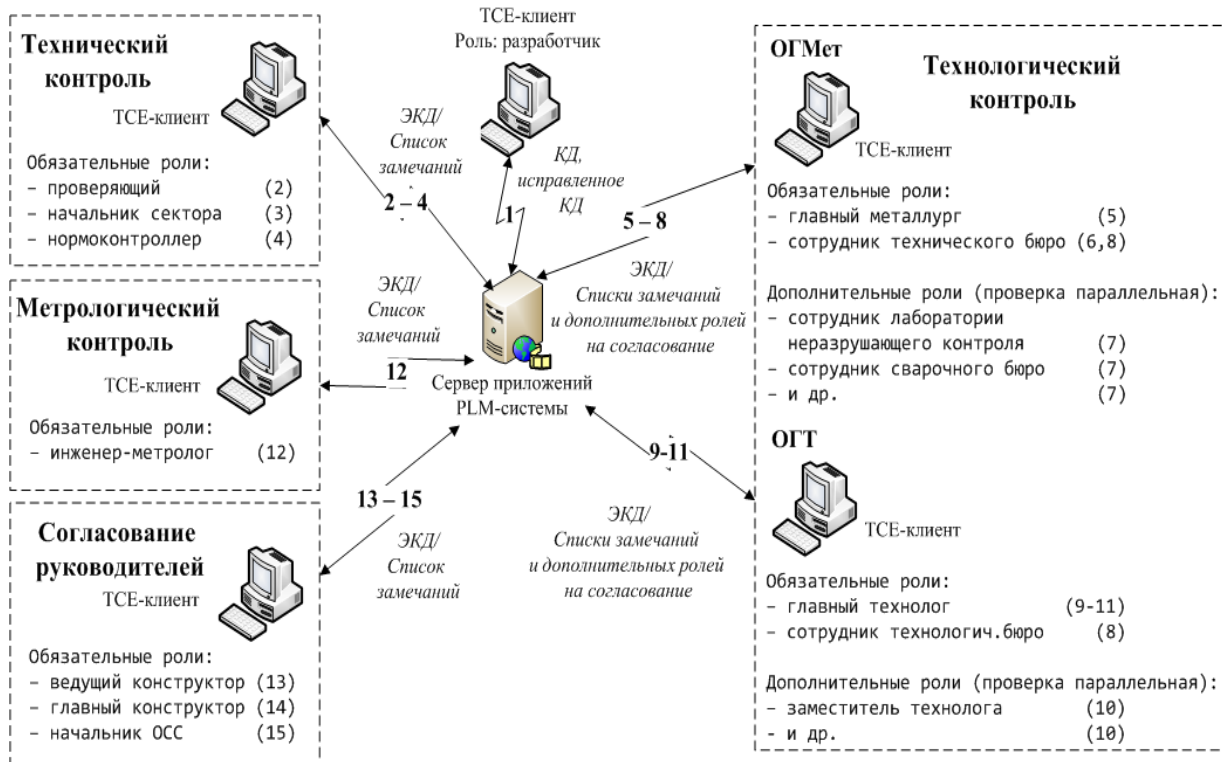 Технический
контроль
ТСЕ-клиент
Обязательные роли:
– проверяющий (2)
– начальник сектора (3)
– нормоконтроллер (4)
Метрологический
контроль
ТСЕ-клиент
Обязательные роли:
– инженер-метролог (12)
Согласование
руководителей
ТСЕ-клиент
Обязательные роли:
– ведущий конструктор (13)
– главный конструктор (14)
– начальник ОСС (15)
ТСЕ-клиент
Роль: разработчик
ЭКД/
Список
замечаний
2 – 4
КД,
исправленное
КД
1
5 – 8
ЭКД/
Список
замечаний
12
ЭКД/
Списки замечаний
и дополнительных ролей
на согласование
Сервер приложений
PLM-системы
9-11
13 – 15
ЭКД/
Список
замечаний
ЭКД/
Списки замечаний
и дополнительных ролей
на согласование
ОГМет
Технологический
контроль
ТСЕ-клиент
Обязательные роли:
– главный металлург (5)
– сотрудник технического бюро (6,8)
Дополнительные роли (проверка параллельная):
– сотрудник лаборатории
неразрушающего контроля (7)
– сотрудник сварочного бюро (7)
– и др. (7)
ОГТ
ТСЕ-клиент
Обязательные роли:
– главный технолог (9-11)
– сотрудник технологич.бюро (8)
Дополнительные роли (проверка параллельная):
– заместитель технолога (10)
- и др. (10)